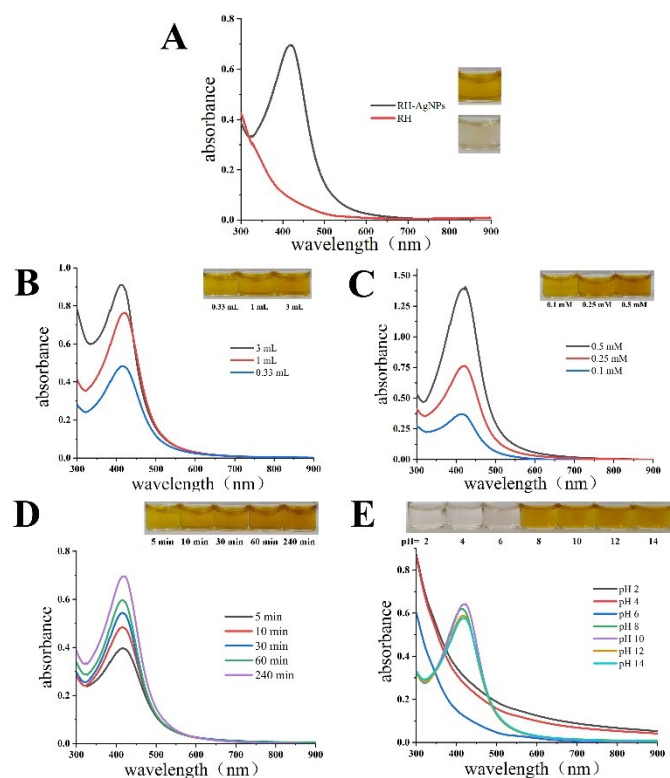 A
0.8
0.6
0.4
0.2
0.0
absorbance
RH-AgNPs
RH
300 400 500 600 700 800 900
wavelength（nm）
B
1.0
0.8
0.6
0.4
0.2
0.0
absorbance
0.33 mL 1 mL 3 mL
3 mL
1 mL
0.33 mL
300 400 500 600 700 800 900
wavelength（nm）
C
1.50
1.25
1.00
0.75
0.50
0.25
0.00
absorbance
0.1 mM 0.25 mM 0.5 mM
0.5 mM
0.25 mM
0.1 mM
300 400 500 600 700 800 900
wavelength（nm）
D
5 min 10 min 30 min 60 min 240 min
0.8
0.6
0.4
0.2
0.0
absorbance
5 min
10 min
30 min
60 min
240 min
300 400 500 600 700 800 900
wavelength（nm）
E
pH= 2 4 6 8 10 12 14
1.0
0.8
0.6
0.4
0.2
0.0
absorbance
pH 2
pH 4
pH 6
pH 8
pH 10
pH 12
pH 14
300 400 500 600 700 800 900
wavelength（nm）